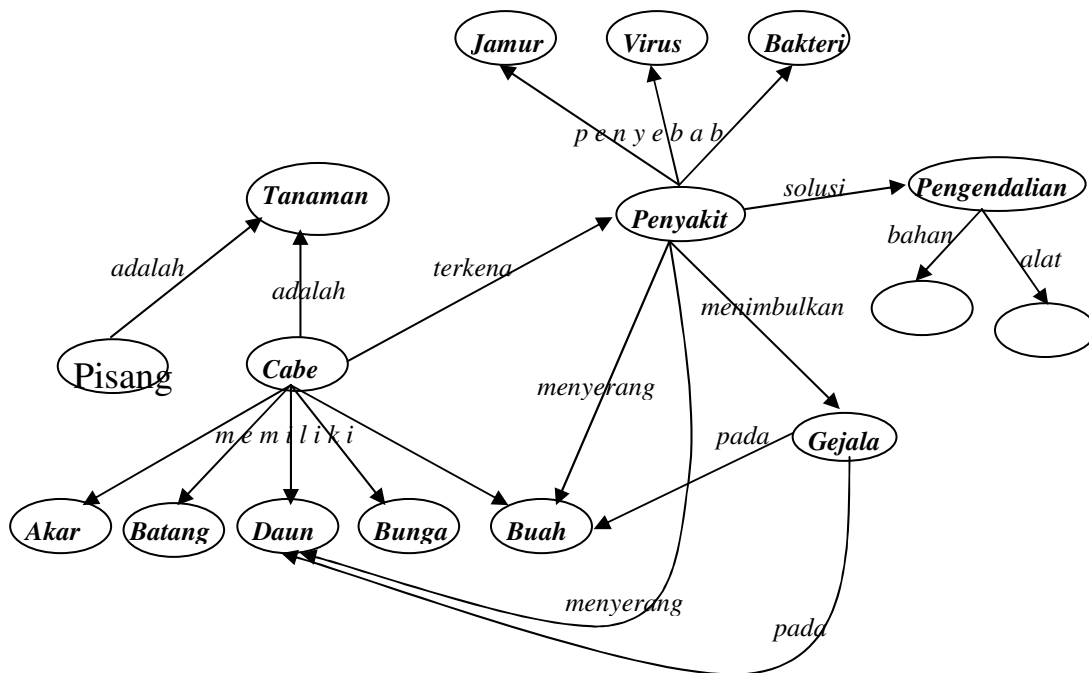 Jamur
Virus
Bakteri
p e n y e b a b
Tanaman
solusi
Pengendalian
Penyakit
bahan
alat
adalah
terkena
adalah
menimbulkan
Pisang
Cabe
menyerang
m e m i l i k i
pada
Gejala
Akar
Batang
Daun
Bunga
Buah
menyerang
pada